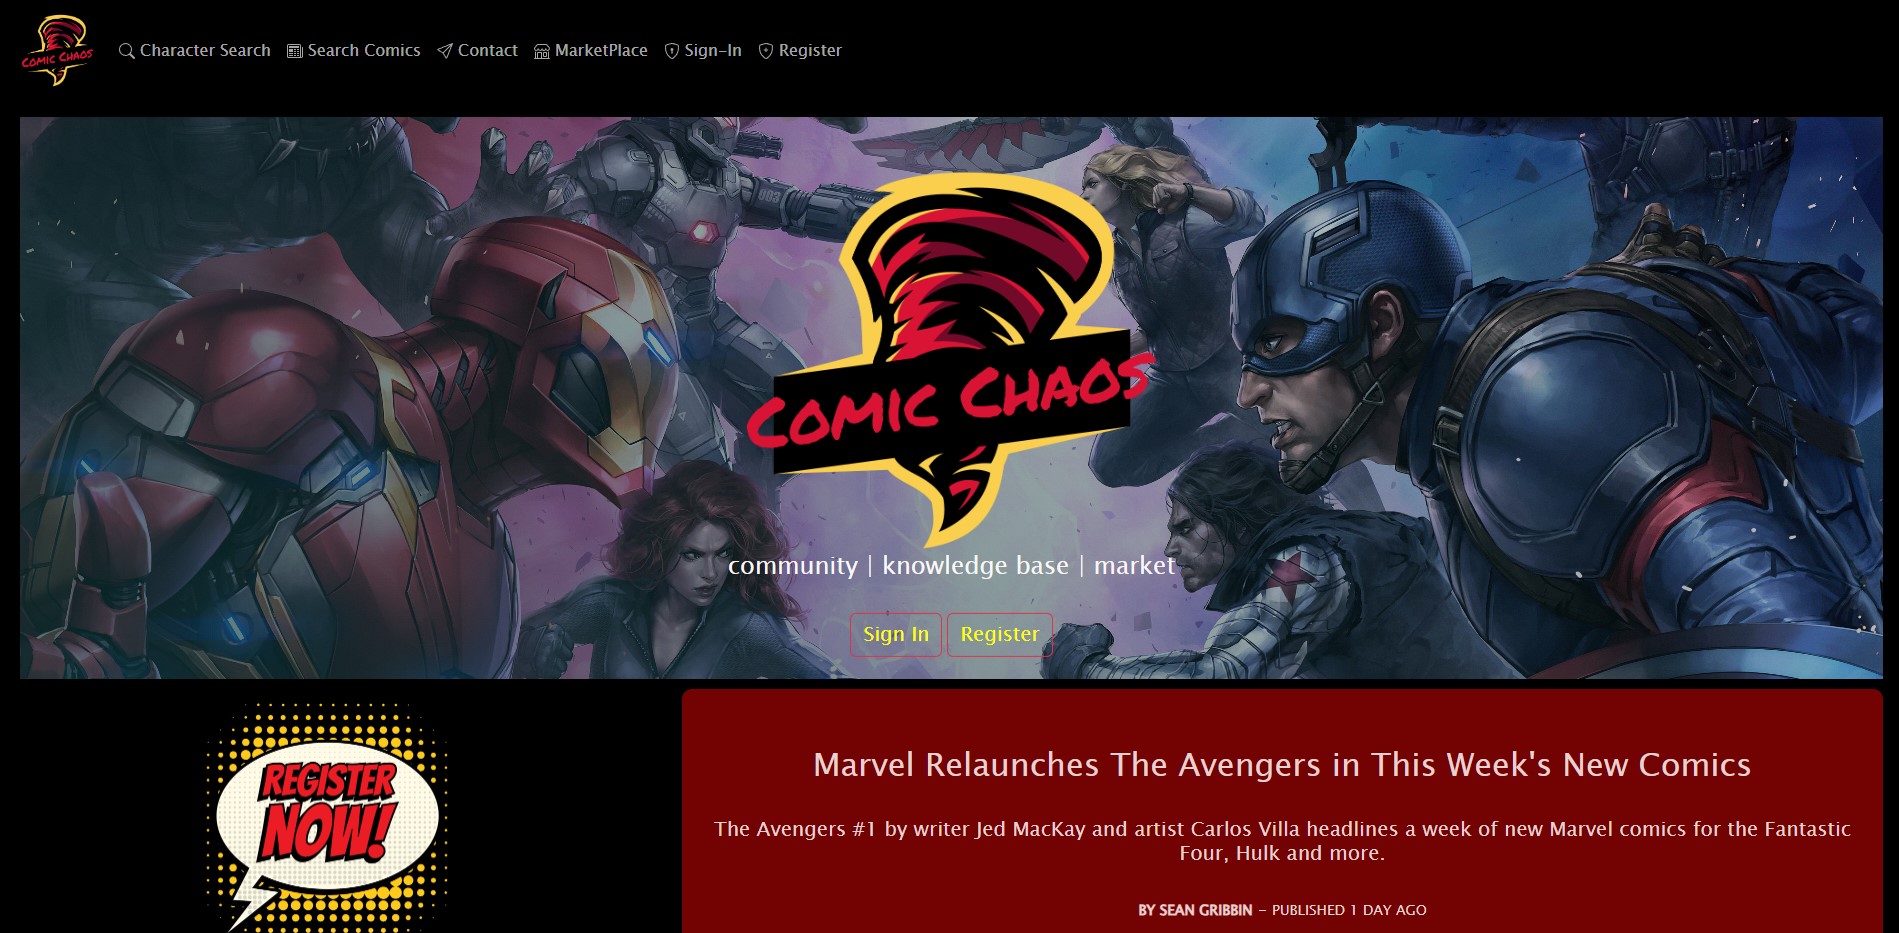 COMIC CHAOS
Character Search Search Comics Contact MarketPlace Sign-In Register
003
COMIC CHAOS
community | knowledge base | market
Sign In Register
REGISTER
NOW!
Marvel Relaunches The Avengers in This Week's New Comics
The Avengers #1 by writer Jed MacKay and artist Carlos Villa headlines a week of new Marvel comics for the Fantastic
Four, Hulk and more.
BY SEAN GRIBBIN - PUBLISHED 1 DAY AGO